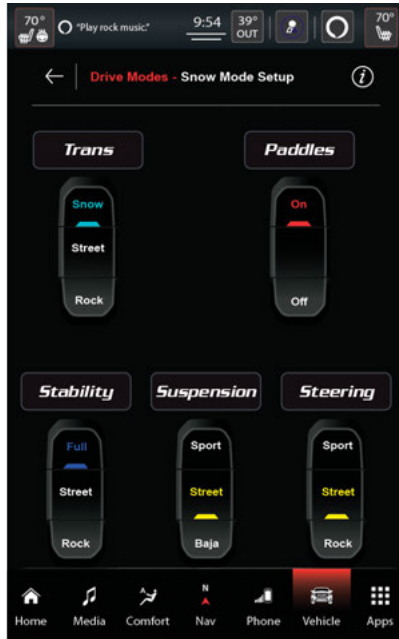 70° "Play rock music." 9:54 39° OUT 70°
Drive Modes - Snow Mode Setup
Trans Paddles
Snow On
Street
Rock Off
Stability Suspension Steering
Full Sport Sport
Street Street Street
Rock Baja Rock
N
Home Media Comfort Nav Phone Vehicle Apps